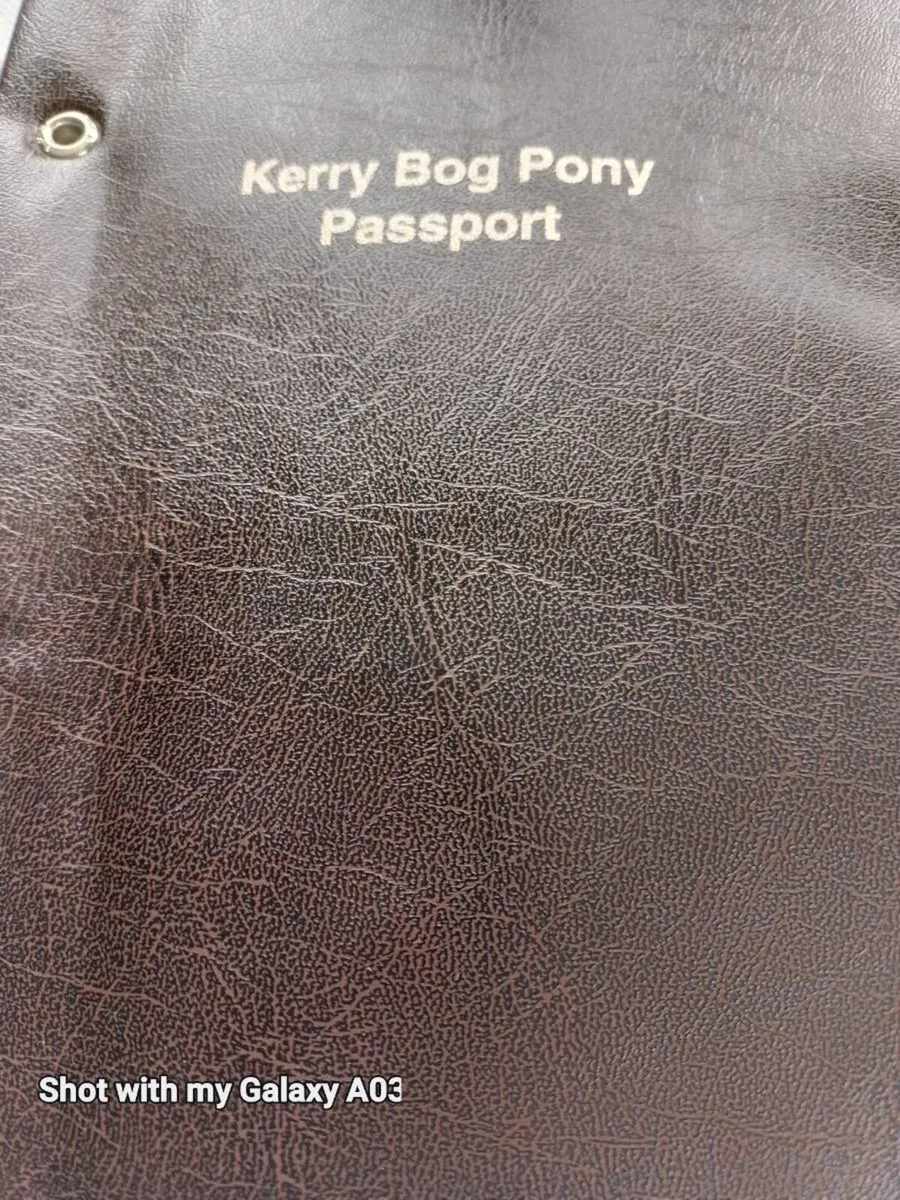 Kerry Bog Pony
Passport
Shot with my Galaxy A03